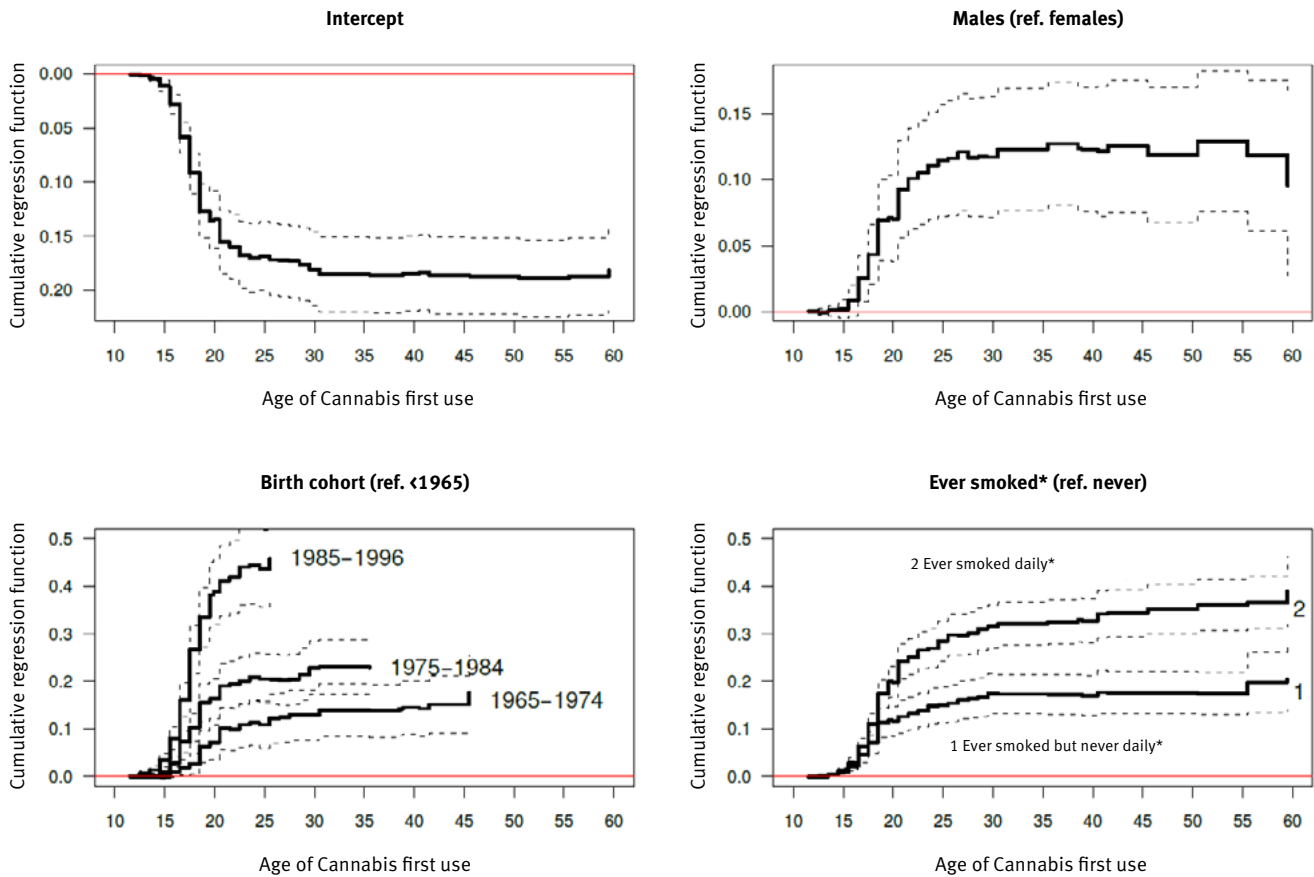 Intercept
Cumulative regression function
0.00
0.05
0.10
0.15
0.20
10 15 20 25 30 35 40 45 50 55 60
Age of Cannabis first use
Males (ref. females)
Cumulative regression function
0.15
0.10
0.05
0.00
10 15 20 25 30 35 40 45 50 55 60
Age of Cannabis first use
Birth cohort (ref. <1965)
Cumulative regression function
0.5
0.4
0.3
0.2
0.1
0.0
1985–1996
1975–1984
1965–1974
10 15 20 25 30 35 40 45 50 55 60
Age of Cannabis first use
Ever smoked* (ref. never)
Cumulative regression function
0.5
0.4
0.3
0.2
0.1
0.0
2 Ever smoked daily*
2
1
1 Ever smoked but never daily*
10 15 20 25 30 35 40 45 50 55 60
Age of Cannabis first use